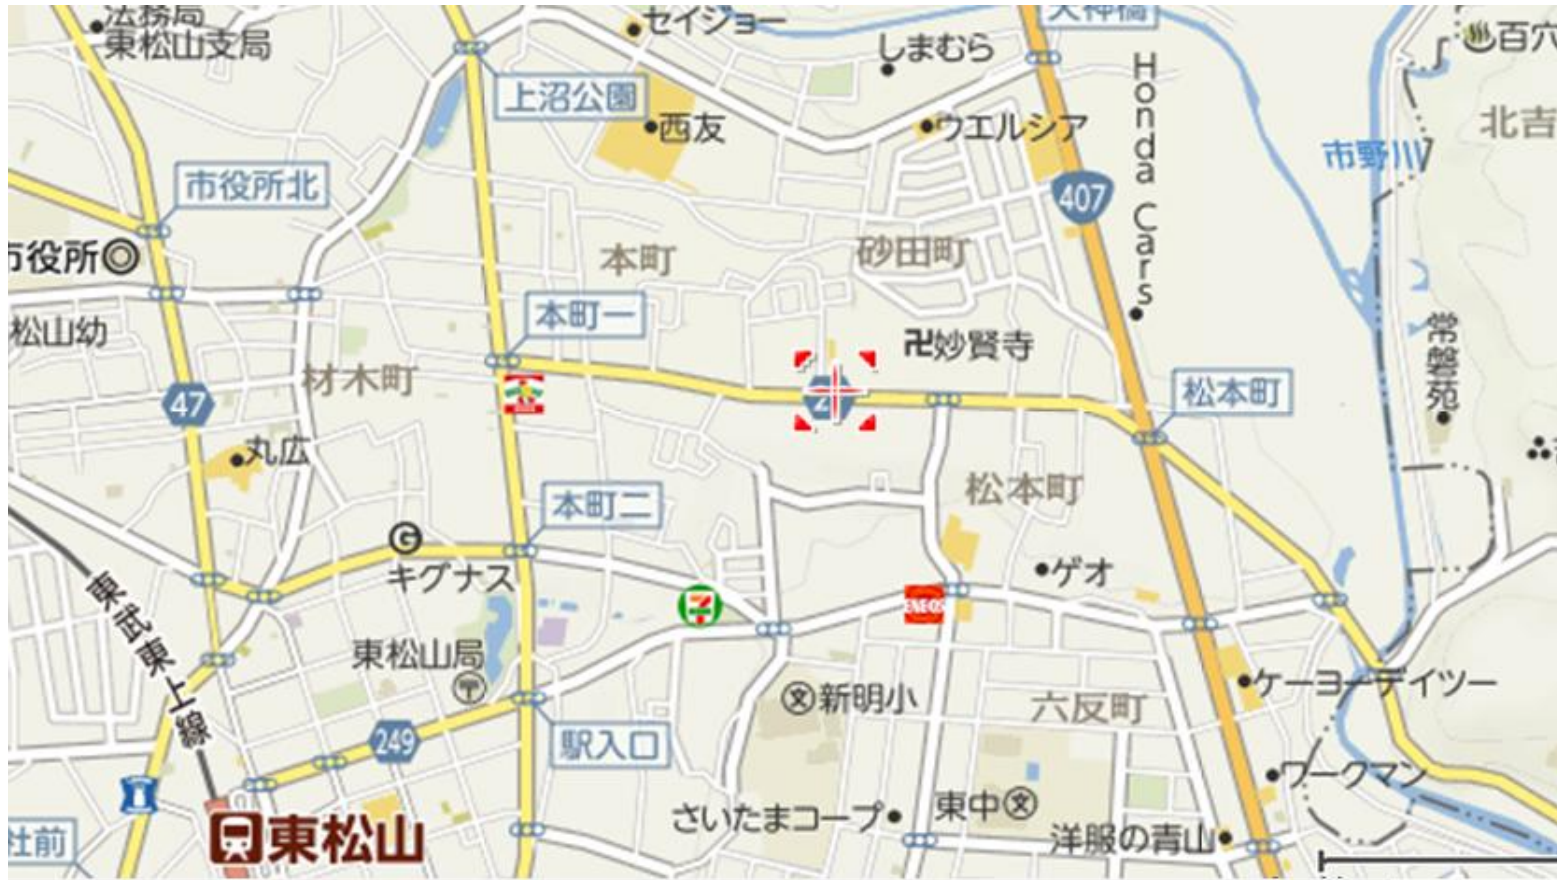 法務局
東松山支局
セイジョー
しまむら
天神橋
百穴
Honda Cars
上沼公園
西友
ウエルシア
北吉
市野川
市役所北
407
市役所
本町
砂田町
松山幼
本町一
卍妙賢寺
常磐苑
材木町
47
松本町
丸広
本町二
松本町
G
キグナス
ゲオ
7
ENEOS
東武東上線
東松山局
〒
文新明小
六反町
ケーヨーデイツー
249
駅入口
ワークマン
さいたまコープ
東中文
洋服の青山
社前
東松山